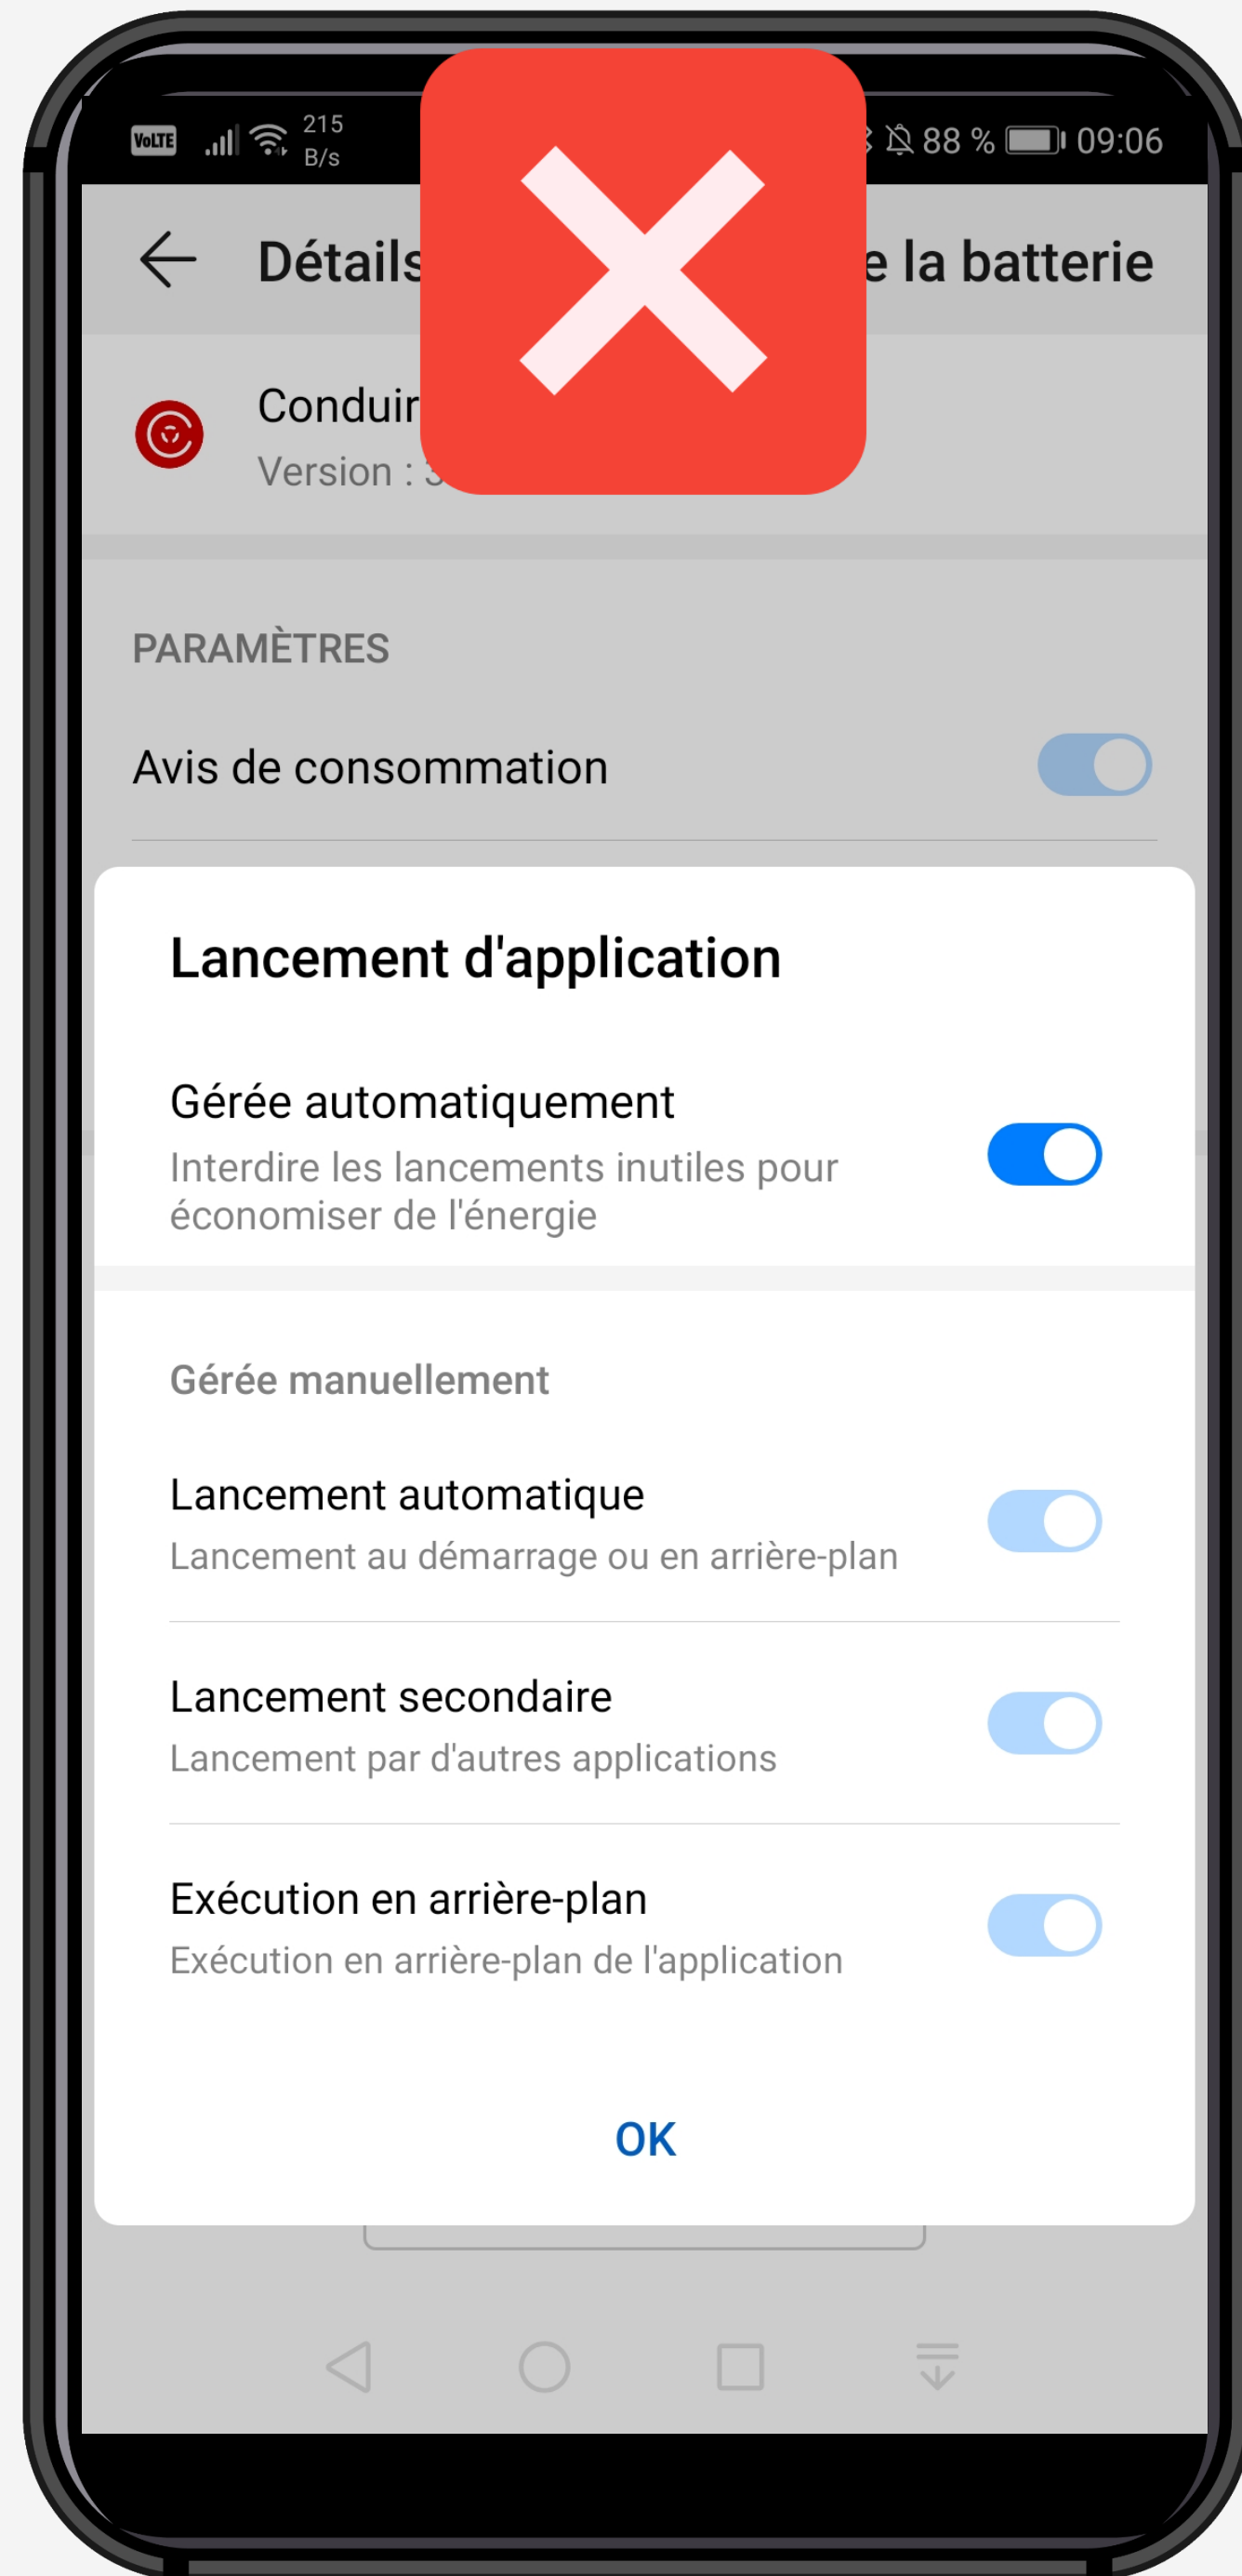 VoLTE
215
B/s
88 %
09:06
Détails
la batterie
Version :
PARAMÈTRES
Avis de consommation
Lancement d'application
Gérée automatiquement
Interdire les lancements inutiles pour
économiser de l'énergie
Gérée manuellement
Lancement automatique
Lancement au démarrage ou en arrière-plan
Lancement secondaire
Lancement par d'autres applications
Exécution en arrière-plan
Exécution en arrière-plan de l'application
OK